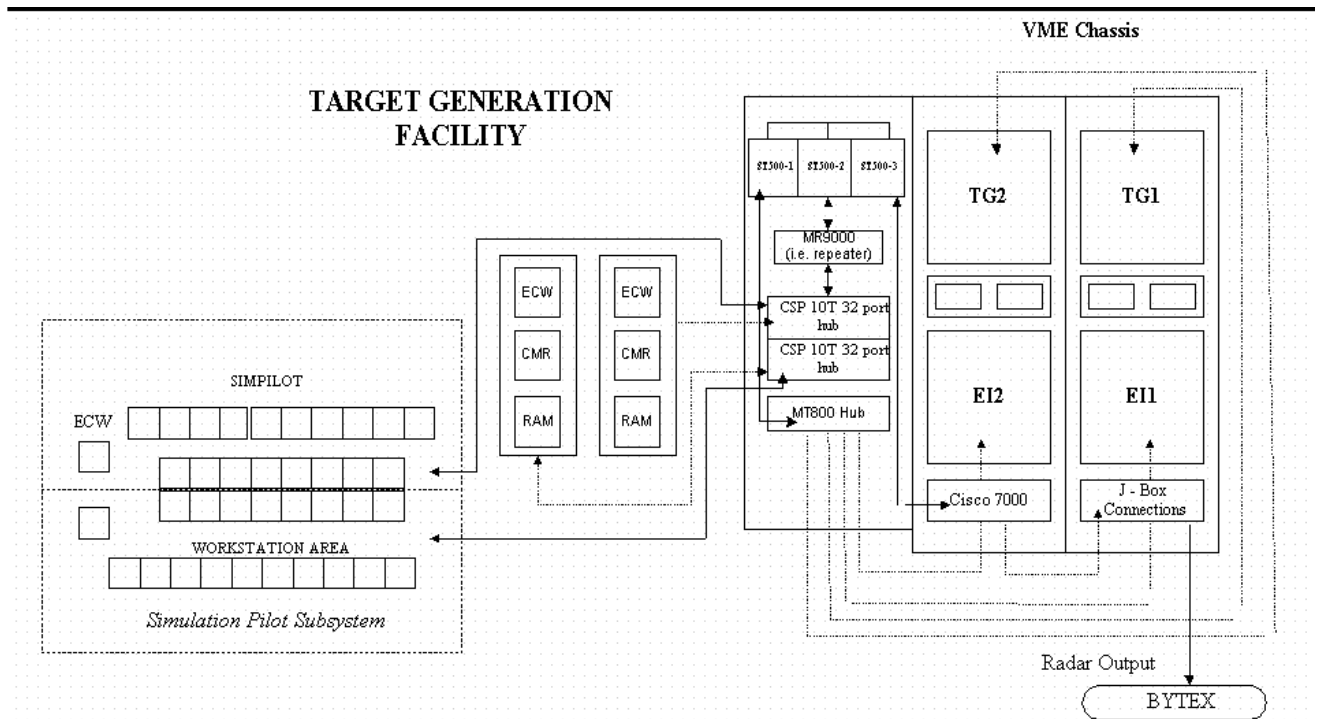 VME Chassis
TARGET GENERATION
FACILITY
ST500-1
ST500-2
ST500-3
TG2
TG1
MR9000
(i.e. repeater)
ECW
ECW
CSP 10T 32 port
hub
CMR
CMR
CSP 10T 32 port
hub
SIMPILOT
EI2
EI1
RAM
RAM
MT800 Hub
ECW
Cisco 7000
J - Box
Connections
WORKSTATION AREA
Simulation Pilot Subsystem
Radar Output
BYTEX